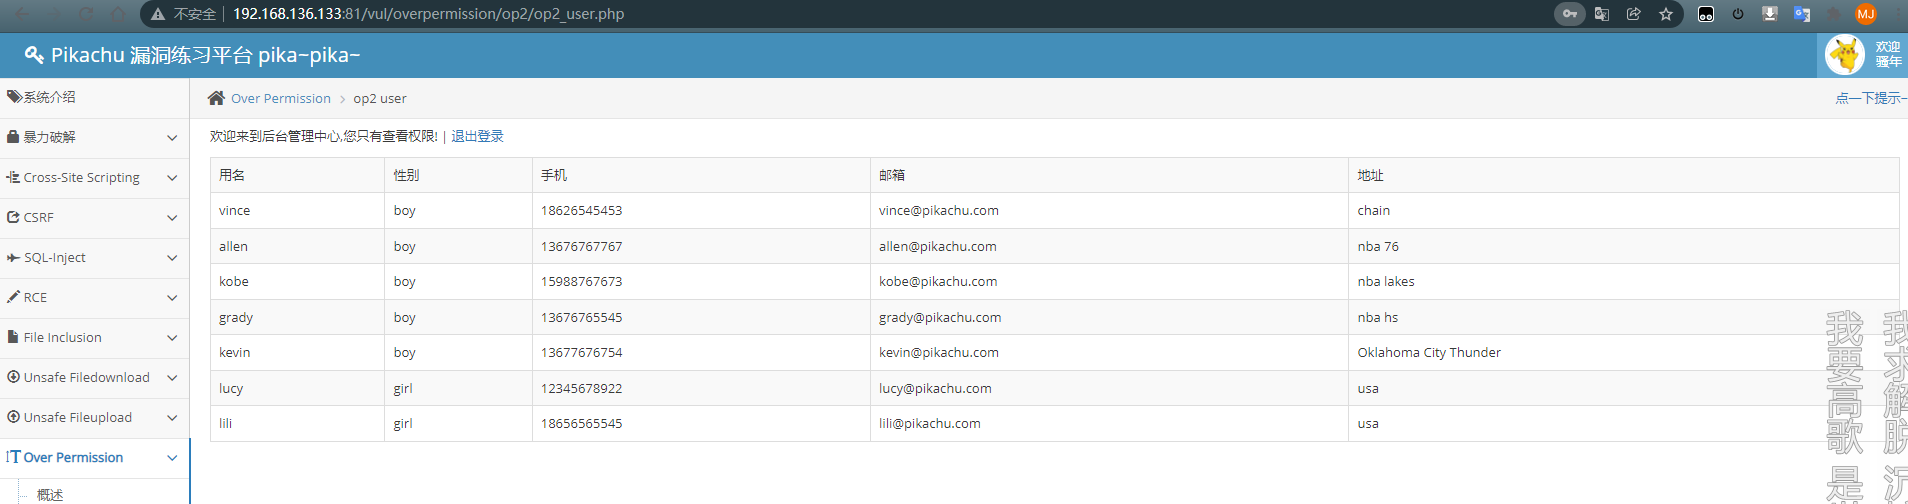 不安全 | 192.168.136.133:81/vul/overpermission/op2/op2_user.php
MJ
Pikachu 漏洞练习平台 pika~pika~
欢迎
骚年
系统介绍
暴力破解
Cross-Site Scripting
CSRF
SQL-Inject
RCE
File Inclusion
Unsafe Filedownload
Unsafe Fileupload
Over Permission
概述
Over Permission > op2 user
点一下提示~
欢迎来到后台管理中心,您只有查看权限! | 退出登录
用名 性别 手机 邮箱 地址
vince boy 18626545453 vince@pikachu.com chain
allen boy 13676767767 allen@pikachu.com nba 76
kobe boy 15988767673 kobe@pikachu.com nba lakes
grady boy 13676765545 grady@pikachu.com nba hs
kevin boy 13677676754 kevin@pikachu.com Oklahoma City Thunder
lucy girl 12345678922 lucy@pikachu.com usa
lili girl 18656565545 lili@pikachu.com usa
我求解脱 沉
我要高歌 是